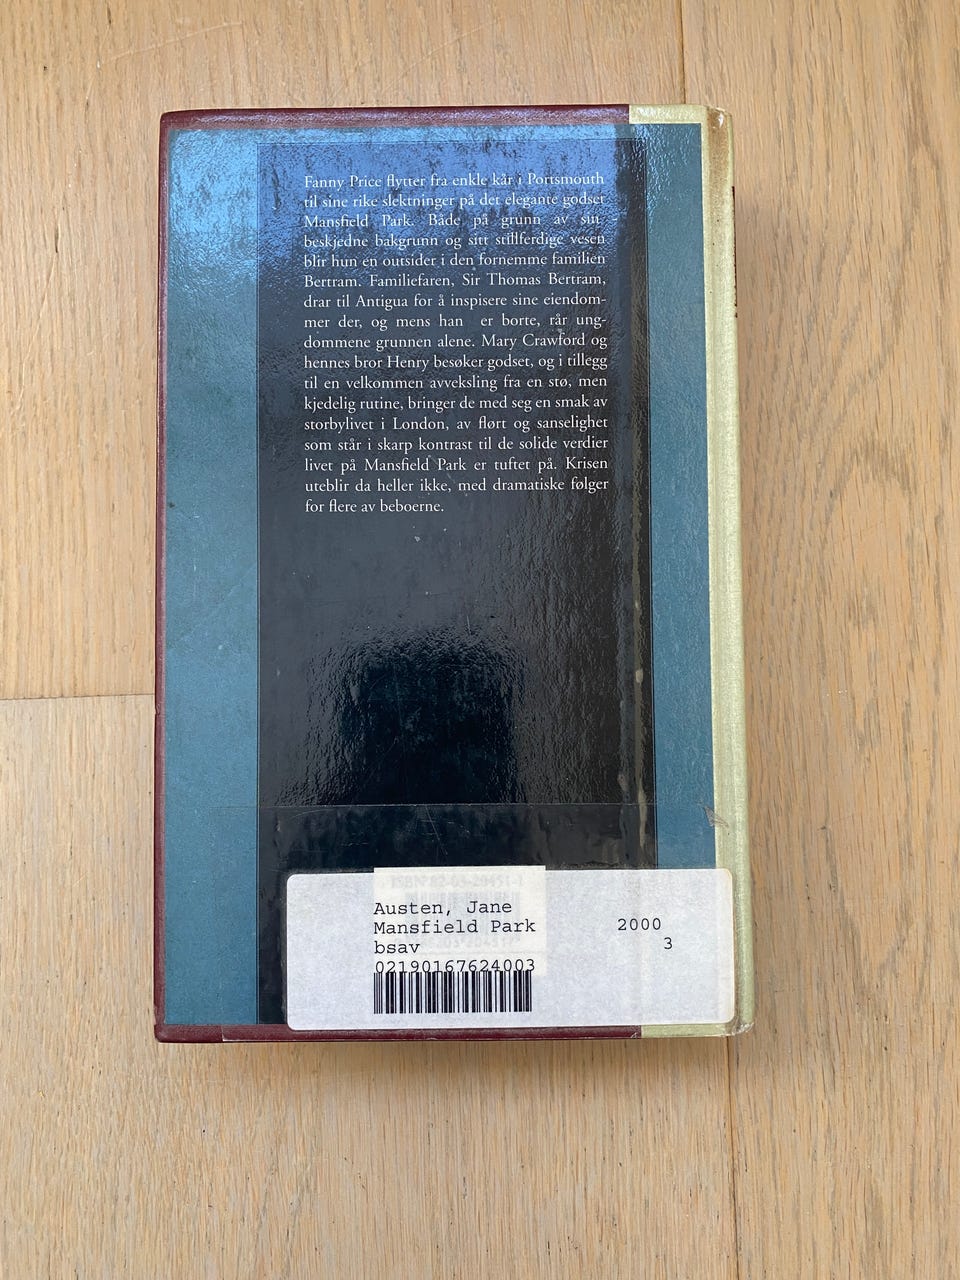 Fanny Price flytter fra enkle kår i Portsmouth
til sine rike slektninger på det elegante godset
Mansfield Park. Både på grunn av sitt
beskjedne bakgrunn og sitt stillferdige vesen
blir hun en outsider i den fornemme familien
Bertram. Familiefaren, Sir Thomas Bertram,
drar til Antigua for å inspisere sine eiendom-
mer der, og mens han er borte, rår ung-
dommene grunnen alene. Mary Crawford og
hennes bror Henry besøker godset, og i tillegg
til en velkommen avveksling fra en stø, men
kjedelig rutine, bringer de med seg en smak av
storbylivet i London, av flørt og sanselighet
som står i skarp kontrast til de solide verdier
livet på Mansfield Park er tuftet på. Krisen
uteblir da heller ikke, med dramatiske følger
for flere av beboerne.
ISBN 82-03-20451-1
Austen, Jane
Mansfield Park 2000
bsav 3
02190167624003